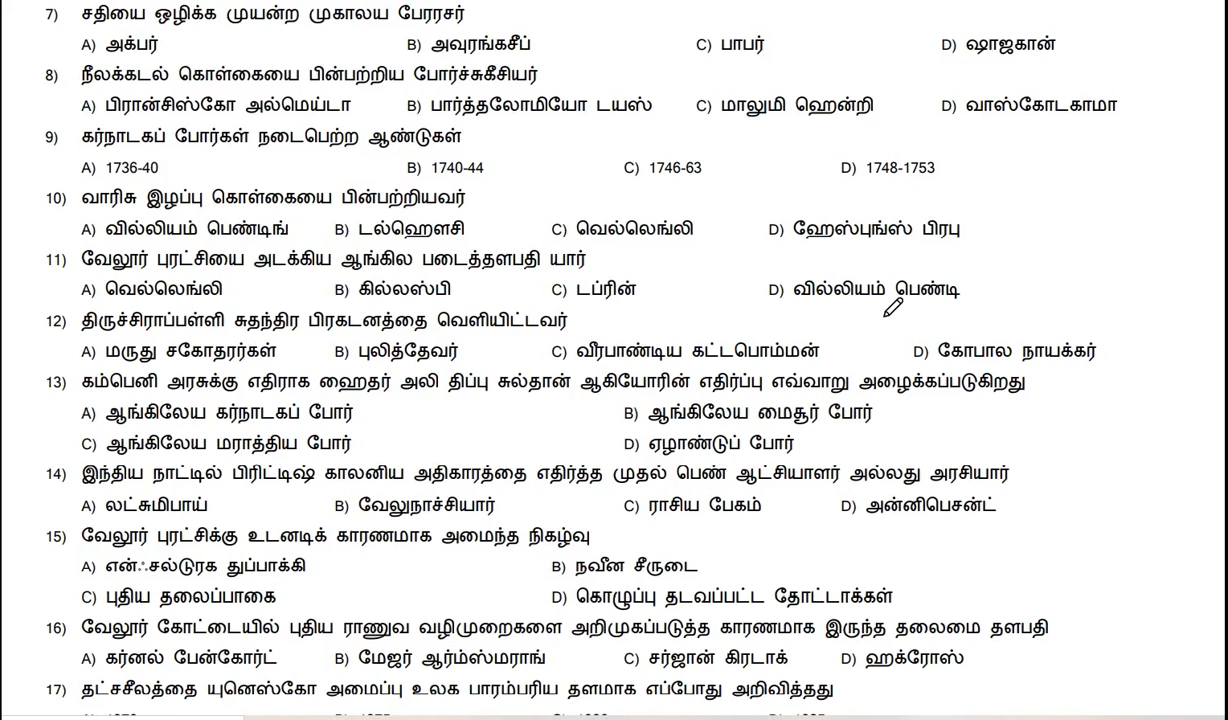 7) சதியை ஒழிக்க முயன்ற முகாலய பேரரசர்
A) அக்பர் B) அவுரங்கசீப் C) பாபர் D) ஷாஜகான்
8) நீலக்கடல் கொள்கையை பின்பற்றிய போர்ச்சுகீசியர்
A) பிரான்சிஸ்கோ அல்மெய்டா B) பார்த்தலோமியோ டயஸ் C) மாலுமி ஹென்றி D) வாஸ்கோடகாமா
9) கர்நாடகப் போர்கள் நடைபெற்ற ஆண்டுகள்
A) 1736-40 B) 1740-44 C) 1746-63 D) 1748-1753
10) வாரிசு இழப்பு கொள்கையை பின்பற்றியவர்
A) வில்லியம் பெண்டிங் B) டல்ஹௌசி C) வெல்லெங்லி D) ஹேஸ்புங்ஸ் பிரபு
11) வேலூர் புரட்சியை அடக்கிய ஆங்கில படைத்தளபதி யார்
A) வெல்லெங்லி B) கில்லஸ்பி C) டப்ரின் D) வில்லியம் பெண்டி
12) திருச்சிராப்பள்ளி சுதந்திர பிரகடனத்தை வெளியிட்டவர்
A) மருது சகோதரர்கள் B) புலித்தேவர் C) வீரபாண்டிய கட்டபொம்மன் D) கோபால நாயக்கர்
13) கம்பெனி அரசுக்கு எதிராக ஹைதர் அலி திப்பு சுல்தான் ஆகியோரின் எதிர்ப்பு எவ்வாறு அழைக்கப்படுகிறது
A) ஆங்கிலேய கர்நாடகப் போர் B) ஆங்கிலேய மைசூர் போர்
C) ஆங்கிலேய மராத்திய போர் D) ஏழாண்டுப் போர்
14) இந்திய நாட்டில் பிரிட்டிஷ் காலனிய அதிகாரத்தை எதிர்த்த முதல் பெண் ஆட்சியாளர் அல்லது அரசியார்
A) லட்சுமிபாய் B) வேலுநாச்சியார் C) ராசிய பேகம் D) அன்னிபெசன்ட்
15) வேலூர் புரட்சிக்கு உடனடிக் காரணமாக அமைந்த நிகழ்வு
A) என்ஃசல்டுரக துப்பாக்கி B) நவீன சீருடை
C) புதிய தலைப்பாகை D) கொழுப்பு தடவப்பட்ட தோட்டாக்கள்
16) வேலூர் கோட்டையில் புதிய ராணுவ வழிமுறைகளை அறிமுகப்படுத்த காரணமாக இருந்த தலைமை தளபதி
A) கர்னல் பேன்கோர்ட் B) மேஜர் ஆர்ம்ஸ்மராங் C) சர்ஜான் கிரடாக் D) ஹக்ரோஸ்
17) தட்சசீலத்தை யுனெஸ்கோ அமைப்பு உலக பாரம்பரிய தளமாக எப்போது அறிவித்தது